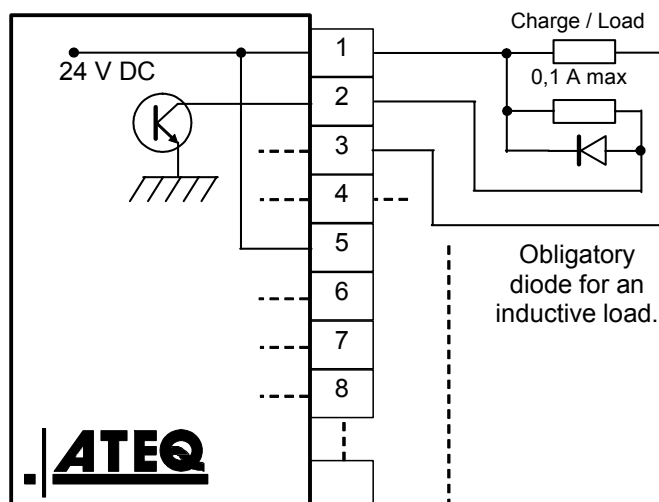 Charge / Load
0,1 A max
24 V DC
1
2
3
4
5
6
7
8
Obligatory
diode for an
inductive load.
ATEQ